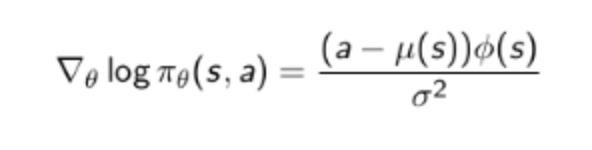 ∇θ log πθ(s, a) = (a − μ(s))ϕ(s) / σ²